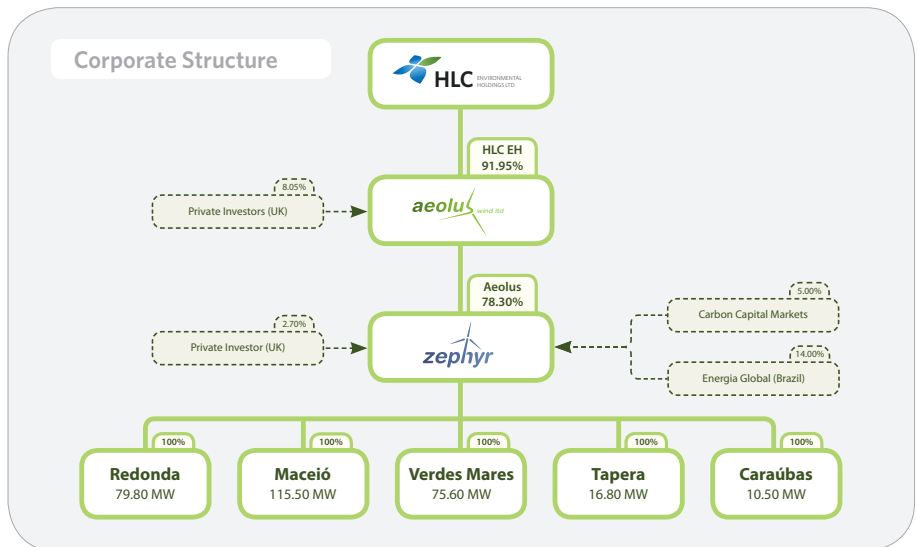 Corporate Structure
HLC ENVIRONMENTAL
HOLDINGS LTD
HLC EH
91.95%
8.05%
Private Investors (UK)
aeolus wind ltd
Aeolus
78.30%
2.70%
Private Investor (UK)
zephyr
5.00%
Carbon Capital Markets
14.00%
Energia Global (Brazil)
100%
Redonda
79.80 MW
100%
Maceió
115.50 MW
100%
Verdes Mares
75.60 MW
100%
Tapera
16.80 MW
100%
Caraúbas
10.50 MW